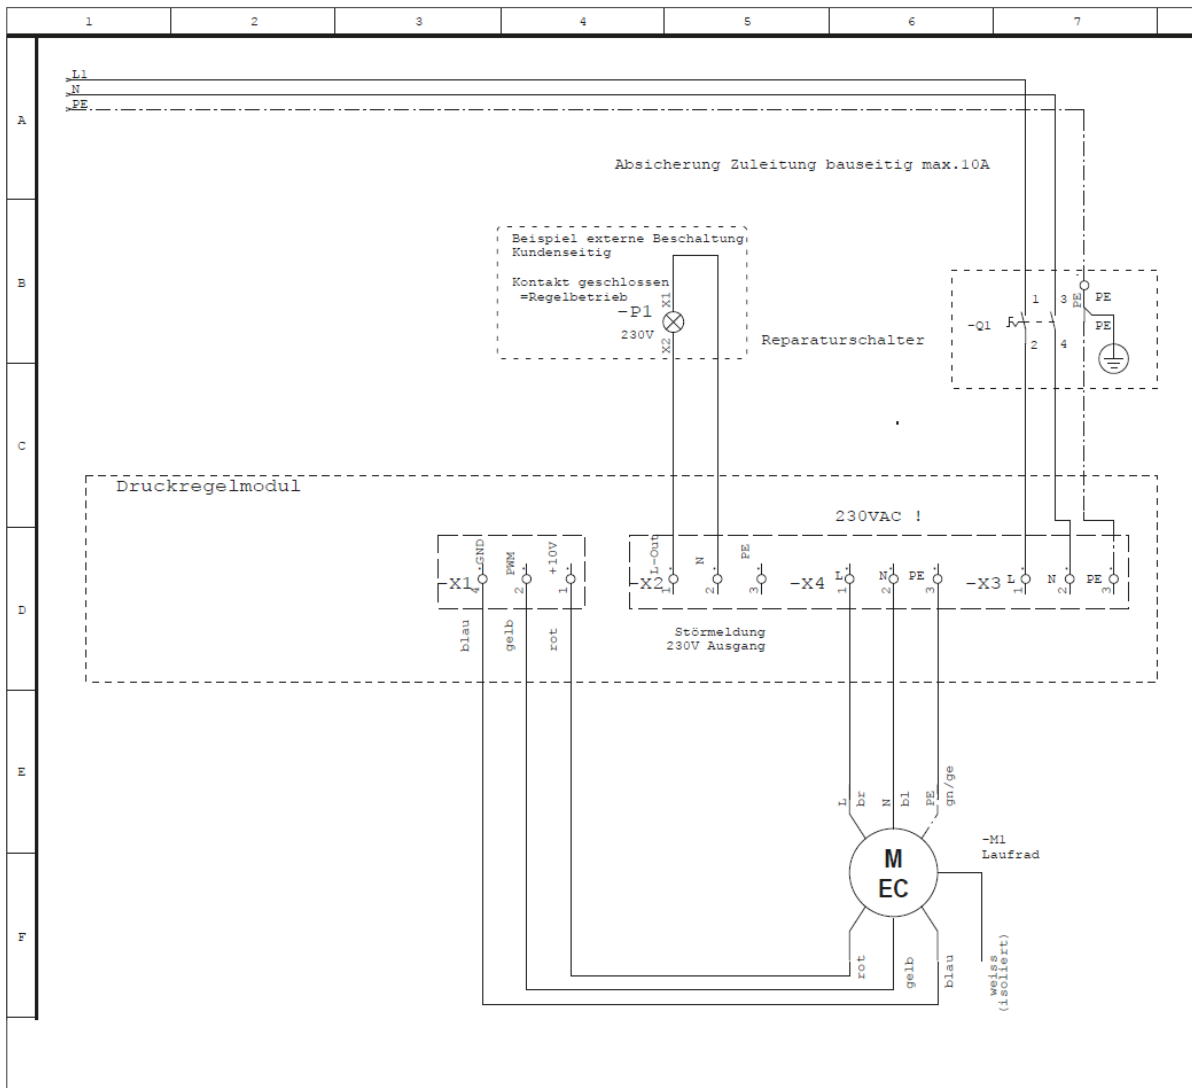 1 2 3 4 5 6 7
L1
N
PE
A
Absicherung Zuleitung bauseitig max.10A
Beispiel externe Beschaltung
Kundenseitig
B
Kontakt geschlossen
=Regelbetrieb
X1
-P1
230V
X2
Reparaturschalter
-Q1
1 3 PE PE
2 4 PE
C
Druckregelmodul
230VAC !
GND PWM +10V
L-Out N PE
-X1 4 2 1
-X2 1 2 3
-X4 L 1 N 2 PE 3
-X3 L 1 N 2 PE 3
D
blau gelb rot
Störmeldung
230V Ausgang
E
L br N bl PE gn/ge
-M1
Laufrad
M
EC
F
rot gelb blau
weiss
(isoliert)